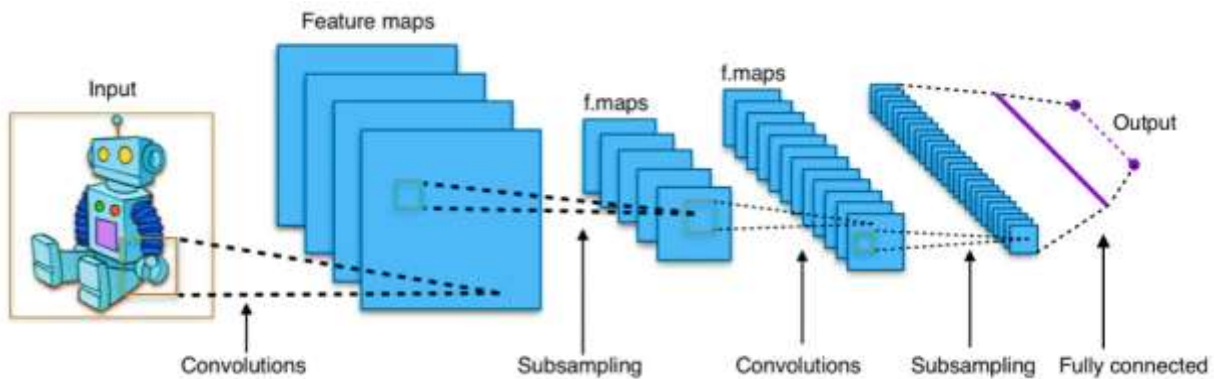 Feature maps
f.maps
Input
f.maps
Output
Convolutions
Subsampling
Convolutions
Subsampling
Fully connected